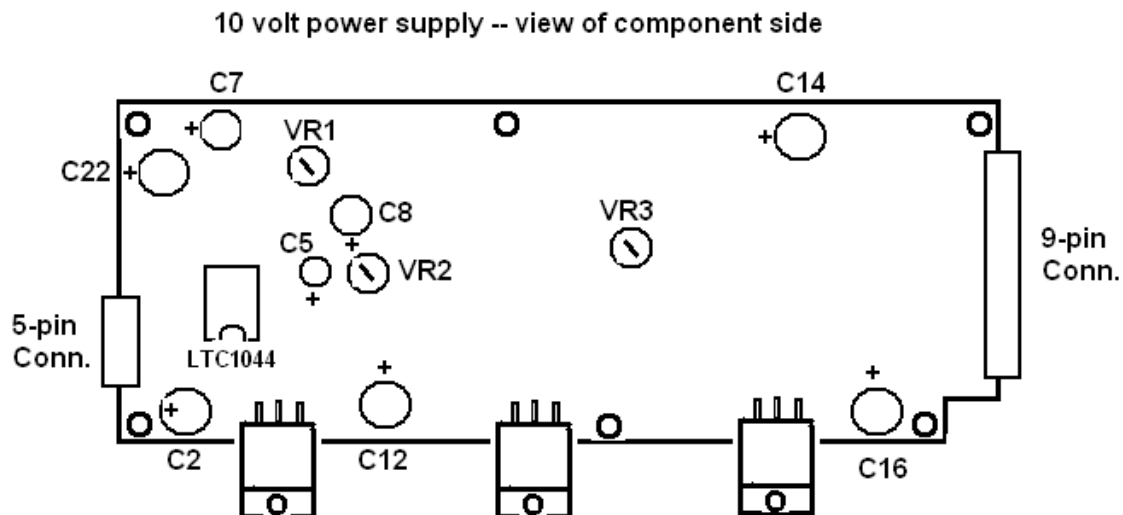 10 volt power supply -- view of component side
C7
C14
+
VR1
+
C22
+
C8
VR3
C5
+
VR2
+
9-pin
Conn.
5-pin
Conn.
LTC1044
+
+
+
C2
C12
C16